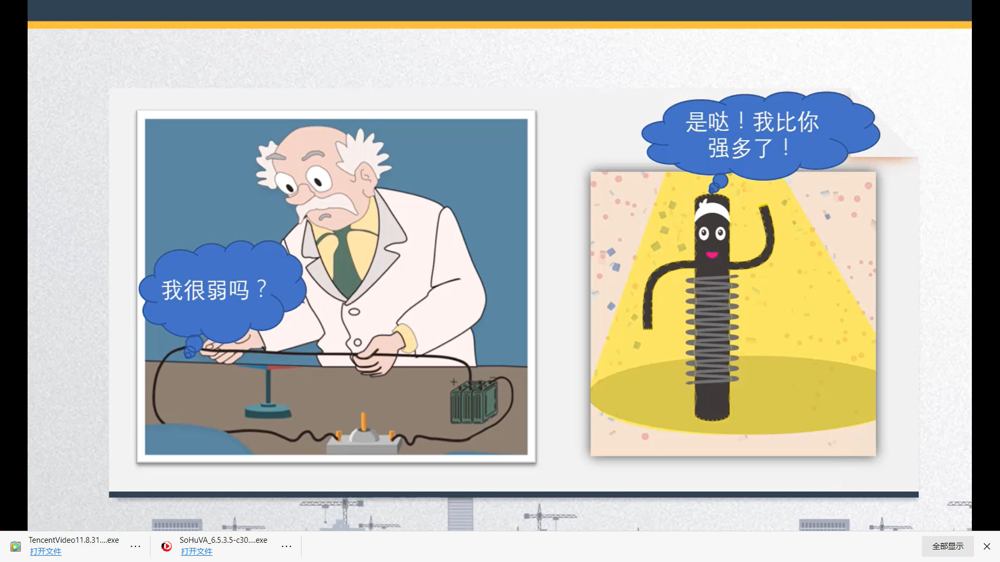 是哒！我比你
强多了！
我很弱吗？
+
−
TencentVideo11.8.31....exe
打开文件
SoHuVA_6.5.3.5-c30....exe
打开文件
全部显示